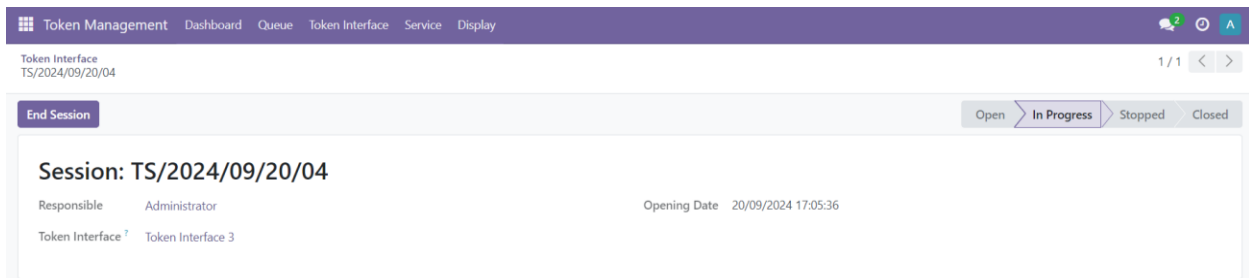 Token Management Dashboard Queue Token Interface Service Display 2 A
Token Interface
TS/2024/09/20/04 1 / 1
End Session Open In Progress Stopped Closed
Session: TS/2024/09/20/04
Responsible Administrator Opening Date 20/09/2024 17:05:36
Token Interface ? Token Interface 3